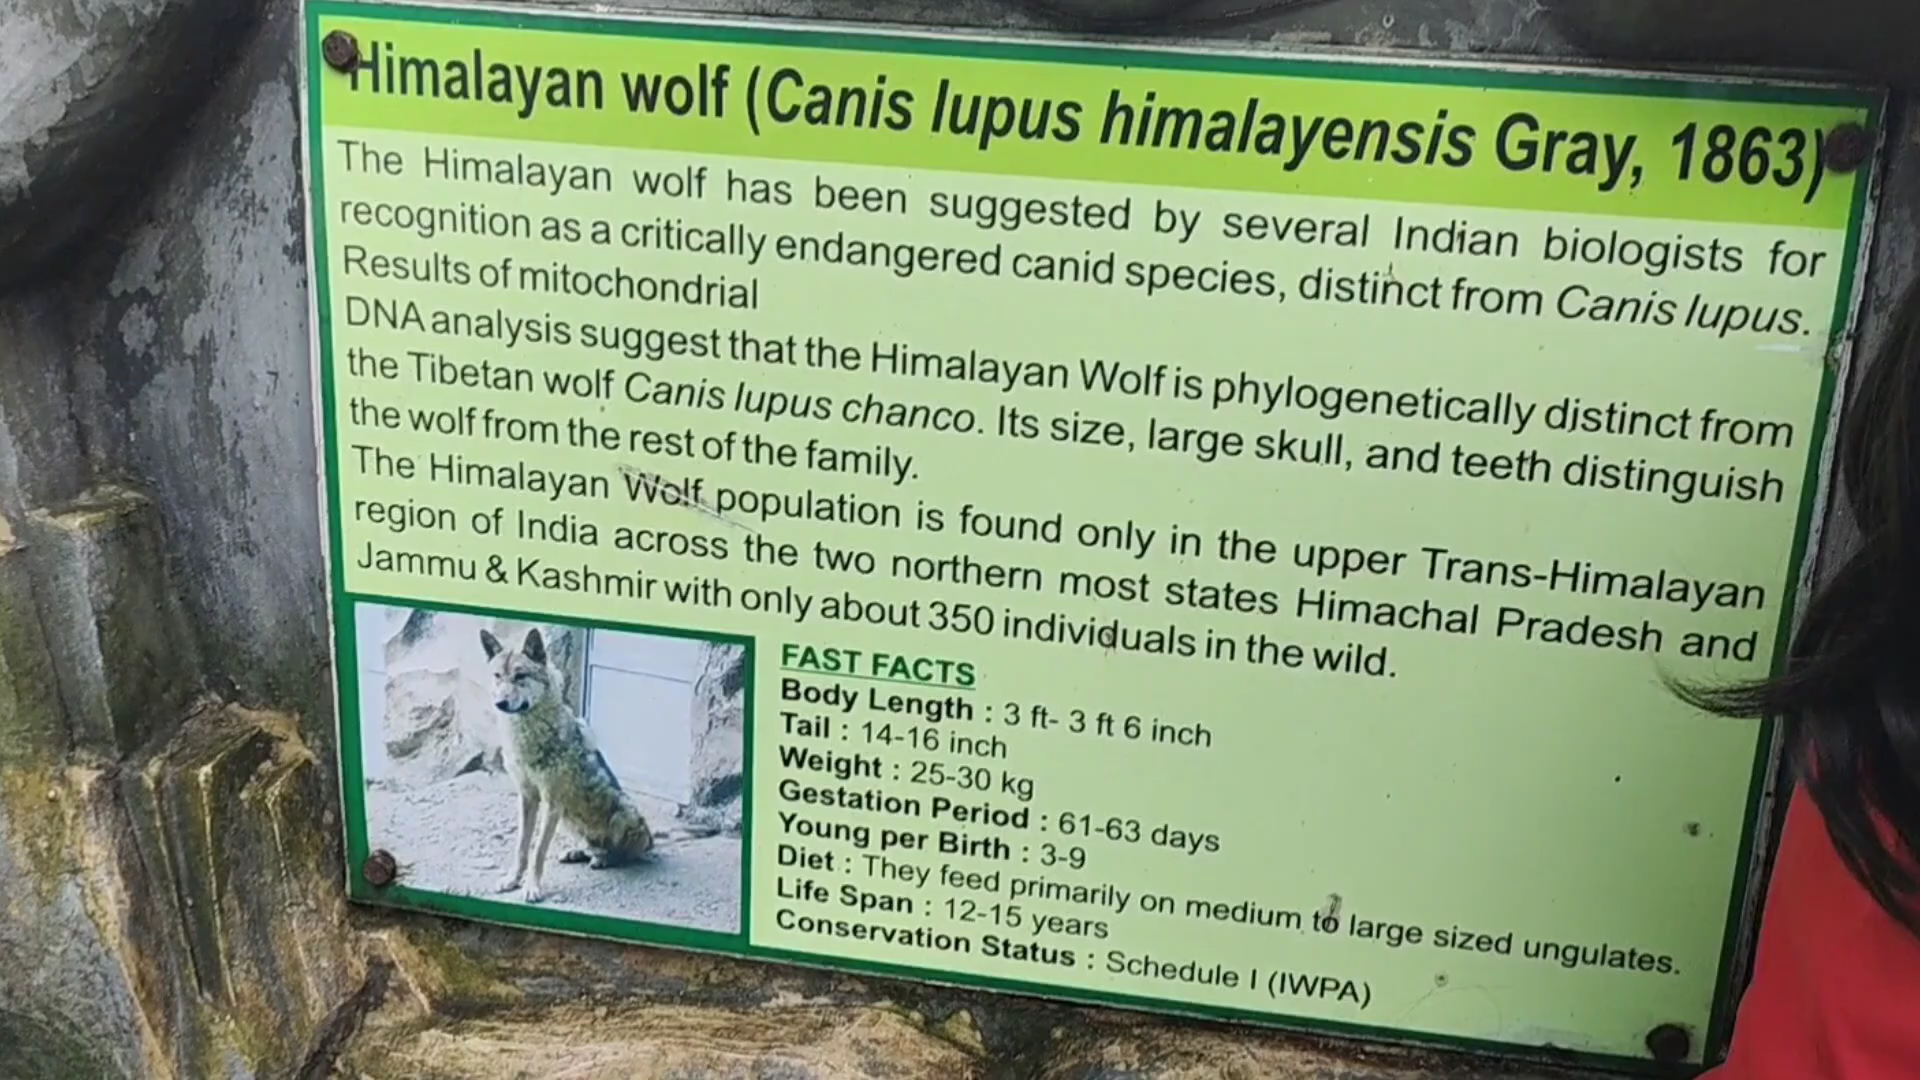 Himalayan wolf (Canis lupus himalayensis Gray, 1863)
The Himalayan wolf has been suggested by several Indian biologists for
recognition as a critically endangered canid species, distinct from Canis lupus.
Results of mitochondrial
DNA analysis suggest that the Himalayan Wolf is phylogenetically distinct from
the Tibetan wolf Canis lupus chanco. Its size, large skull, and teeth distinguish
the wolf from the rest of the family.
The Himalayan Wolf population is found only in the upper Trans-Himalayan
region of India across the two northern most states Himachal Pradesh and
Jammu & Kashmir with only about 350 individuals in the wild.
FAST FACTS
Body Length : 3 ft- 3 ft 6 inch
Tail : 14-16 inch
Weight : 25-30 kg
Gestation Period : 61-63 days
Young per Birth : 3-9
Diet : They feed primarily on medium to large sized ungulates.
Life Span : 12-15 years
Conservation Status : Schedule I (IWPA)